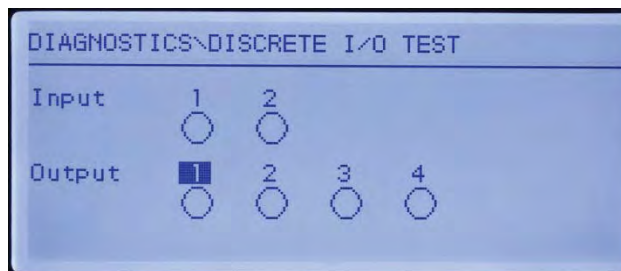 DIAGNOSTICS\DISCRETE I/O TEST
Input 1 2
Output 1 2 3 4